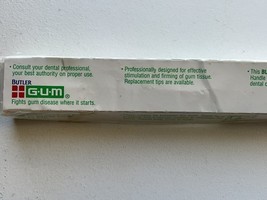 • Consult your dental professional,
your best authority on proper use.
BUTLER
G·U·M®
Fights gum disease where it starts.
• Professionally designed for effective
stimulation and firming of gum tissue.
Replacement tips are available.
• This
Handle
dental